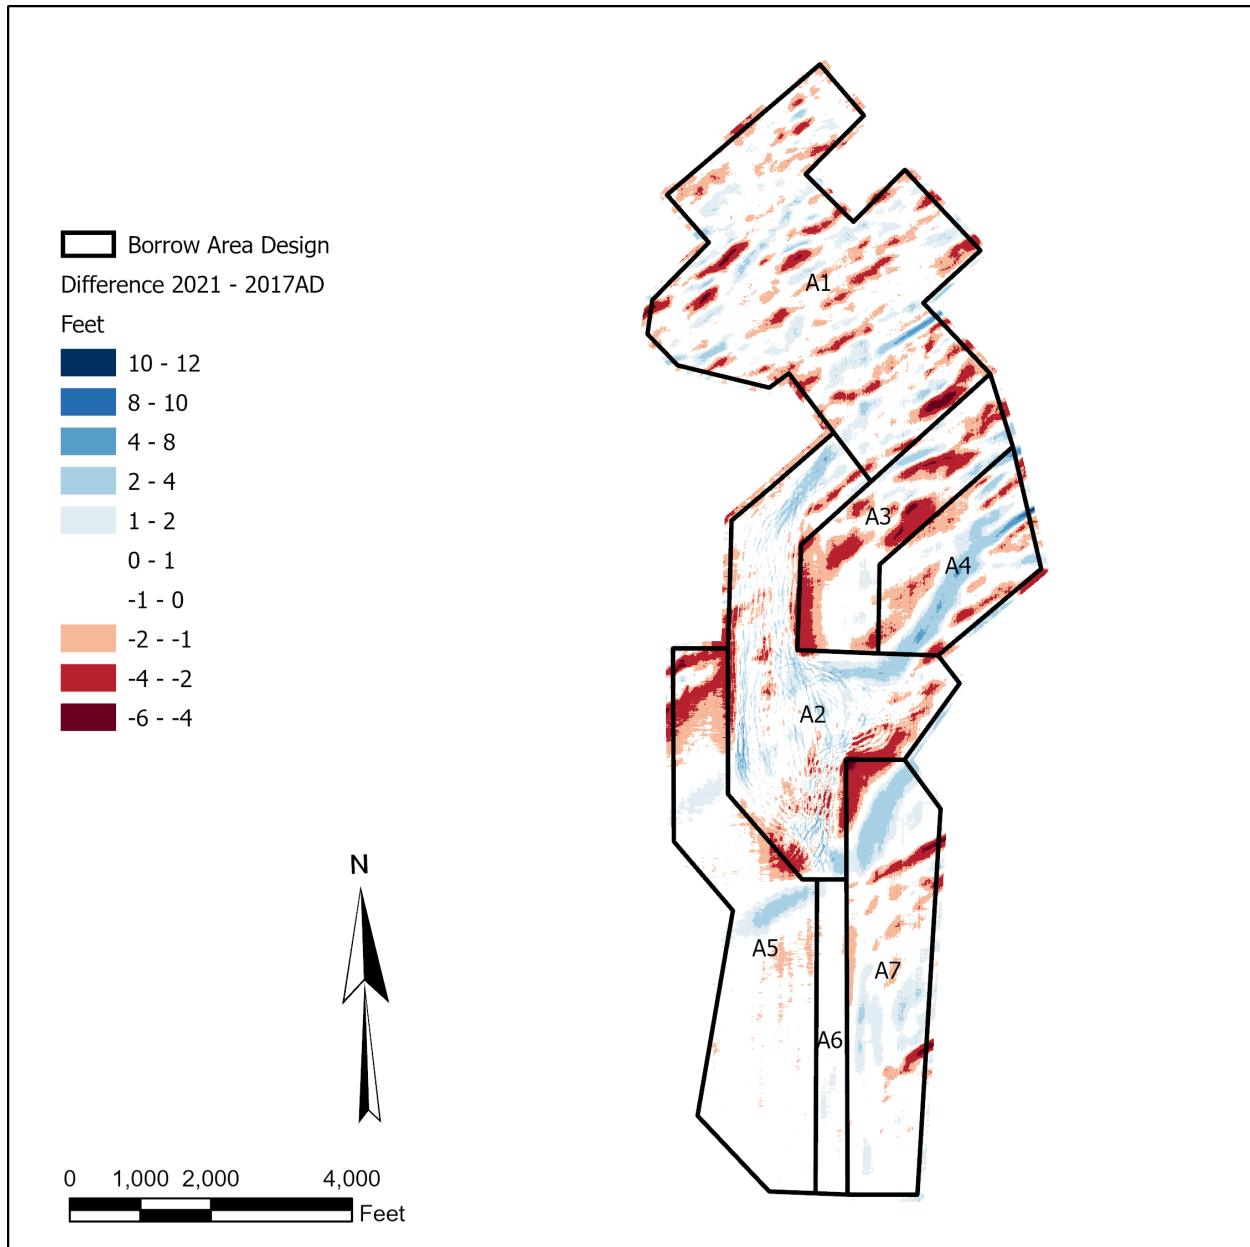 Borrow Area Design
Difference 2021 - 2017AD
Feet
10 - 12
8 - 10
4 - 8
2 - 4
1 - 2
0 - 1
-1 - 0
-2 - -1
-4 - -2
-6 - -4
A1
A3
A4
A2
A5
A7
A6
N
0 1,000 2,000 4,000
Feet